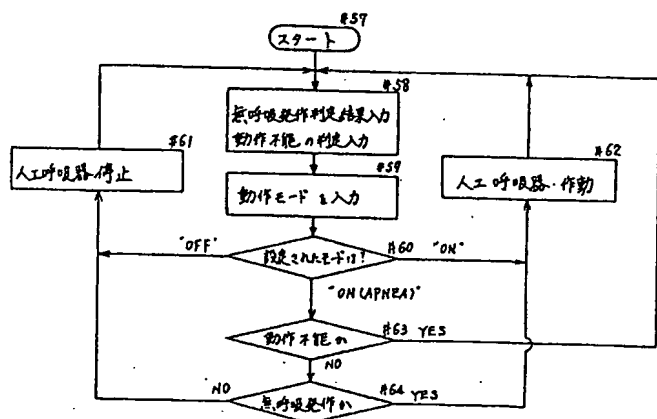 #57
スタート
#58
無呼吸発作判定結果入力
動作不能の判定入力
#61
人工呼吸器・停止
#59
動作モードを入力
#62
人工呼吸器・作動
"OFF"
設定されたモードは?
#60 "ON"
"ON(APNEA)"
動作不能か
#63 YES
NO
NO
無呼吸発作か
#64 YES